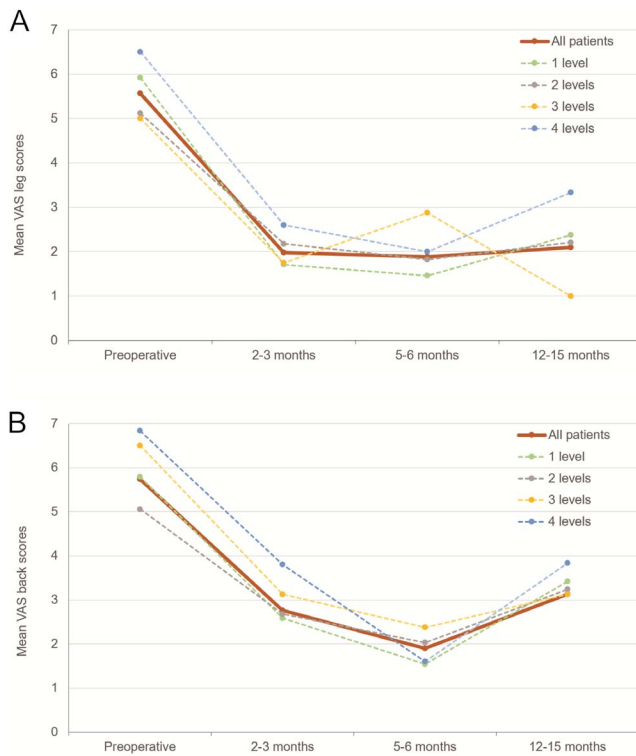 A
7
6
5
4
3
2
1
0
Mean VAS leg scores
All patients
1 level
2 levels
3 levels
4 levels
Preoperative 2-3 months 5-6 months 12-15 months
B
7
6
5
4
3
2
1
0
Mean VAS back scores
All patients
1 level
2 levels
3 levels
4 levels
Preoperative 2-3 months 5-6 months 12-15 months